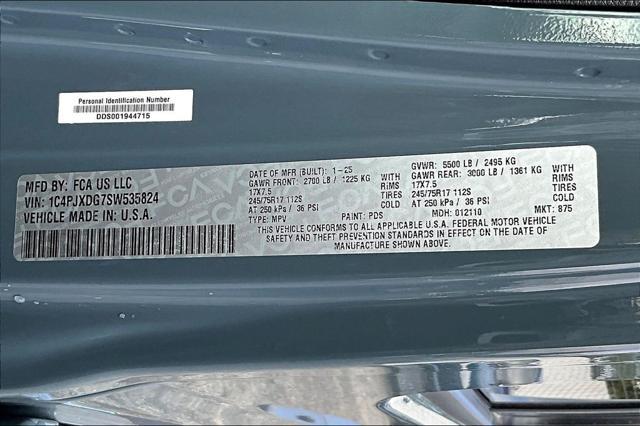 Personal Identification Number
DDS001944715
MFD BY: FCA US LLC
VIN: 1C4PJXDG7SW535824
VEHICLE MADE IN U.S.A.
DATE OF MFR (BUILT): 1-25
GAWR FRONT: 2700 LB / 1225 KG WITH
17X7.5 RIMS
245/75R17 112S TIRES
AT 250 kPa / 36 PSI COLD
TYPE: MPV PAINT: PDS
GVWR: 5500 LB / 2495 KG
GAWR REAR: 3000 LB / 1361 KG WITH
17X7.5 RIMS
245/75R17 112S TIRES
AT 250 kPa / 36 PSI COLD
MDH: 012110 MKT: 875
THIS VEHICLE CONFORMS TO ALL APPLICABLE U.S.A. FEDERAL MOTOR VEHICLE
SAFETY AND THEFT PREVENTION STANDARDS IN EFFECT ON THE DATE OF
MANUFACTURE SHOWN ABOVE.